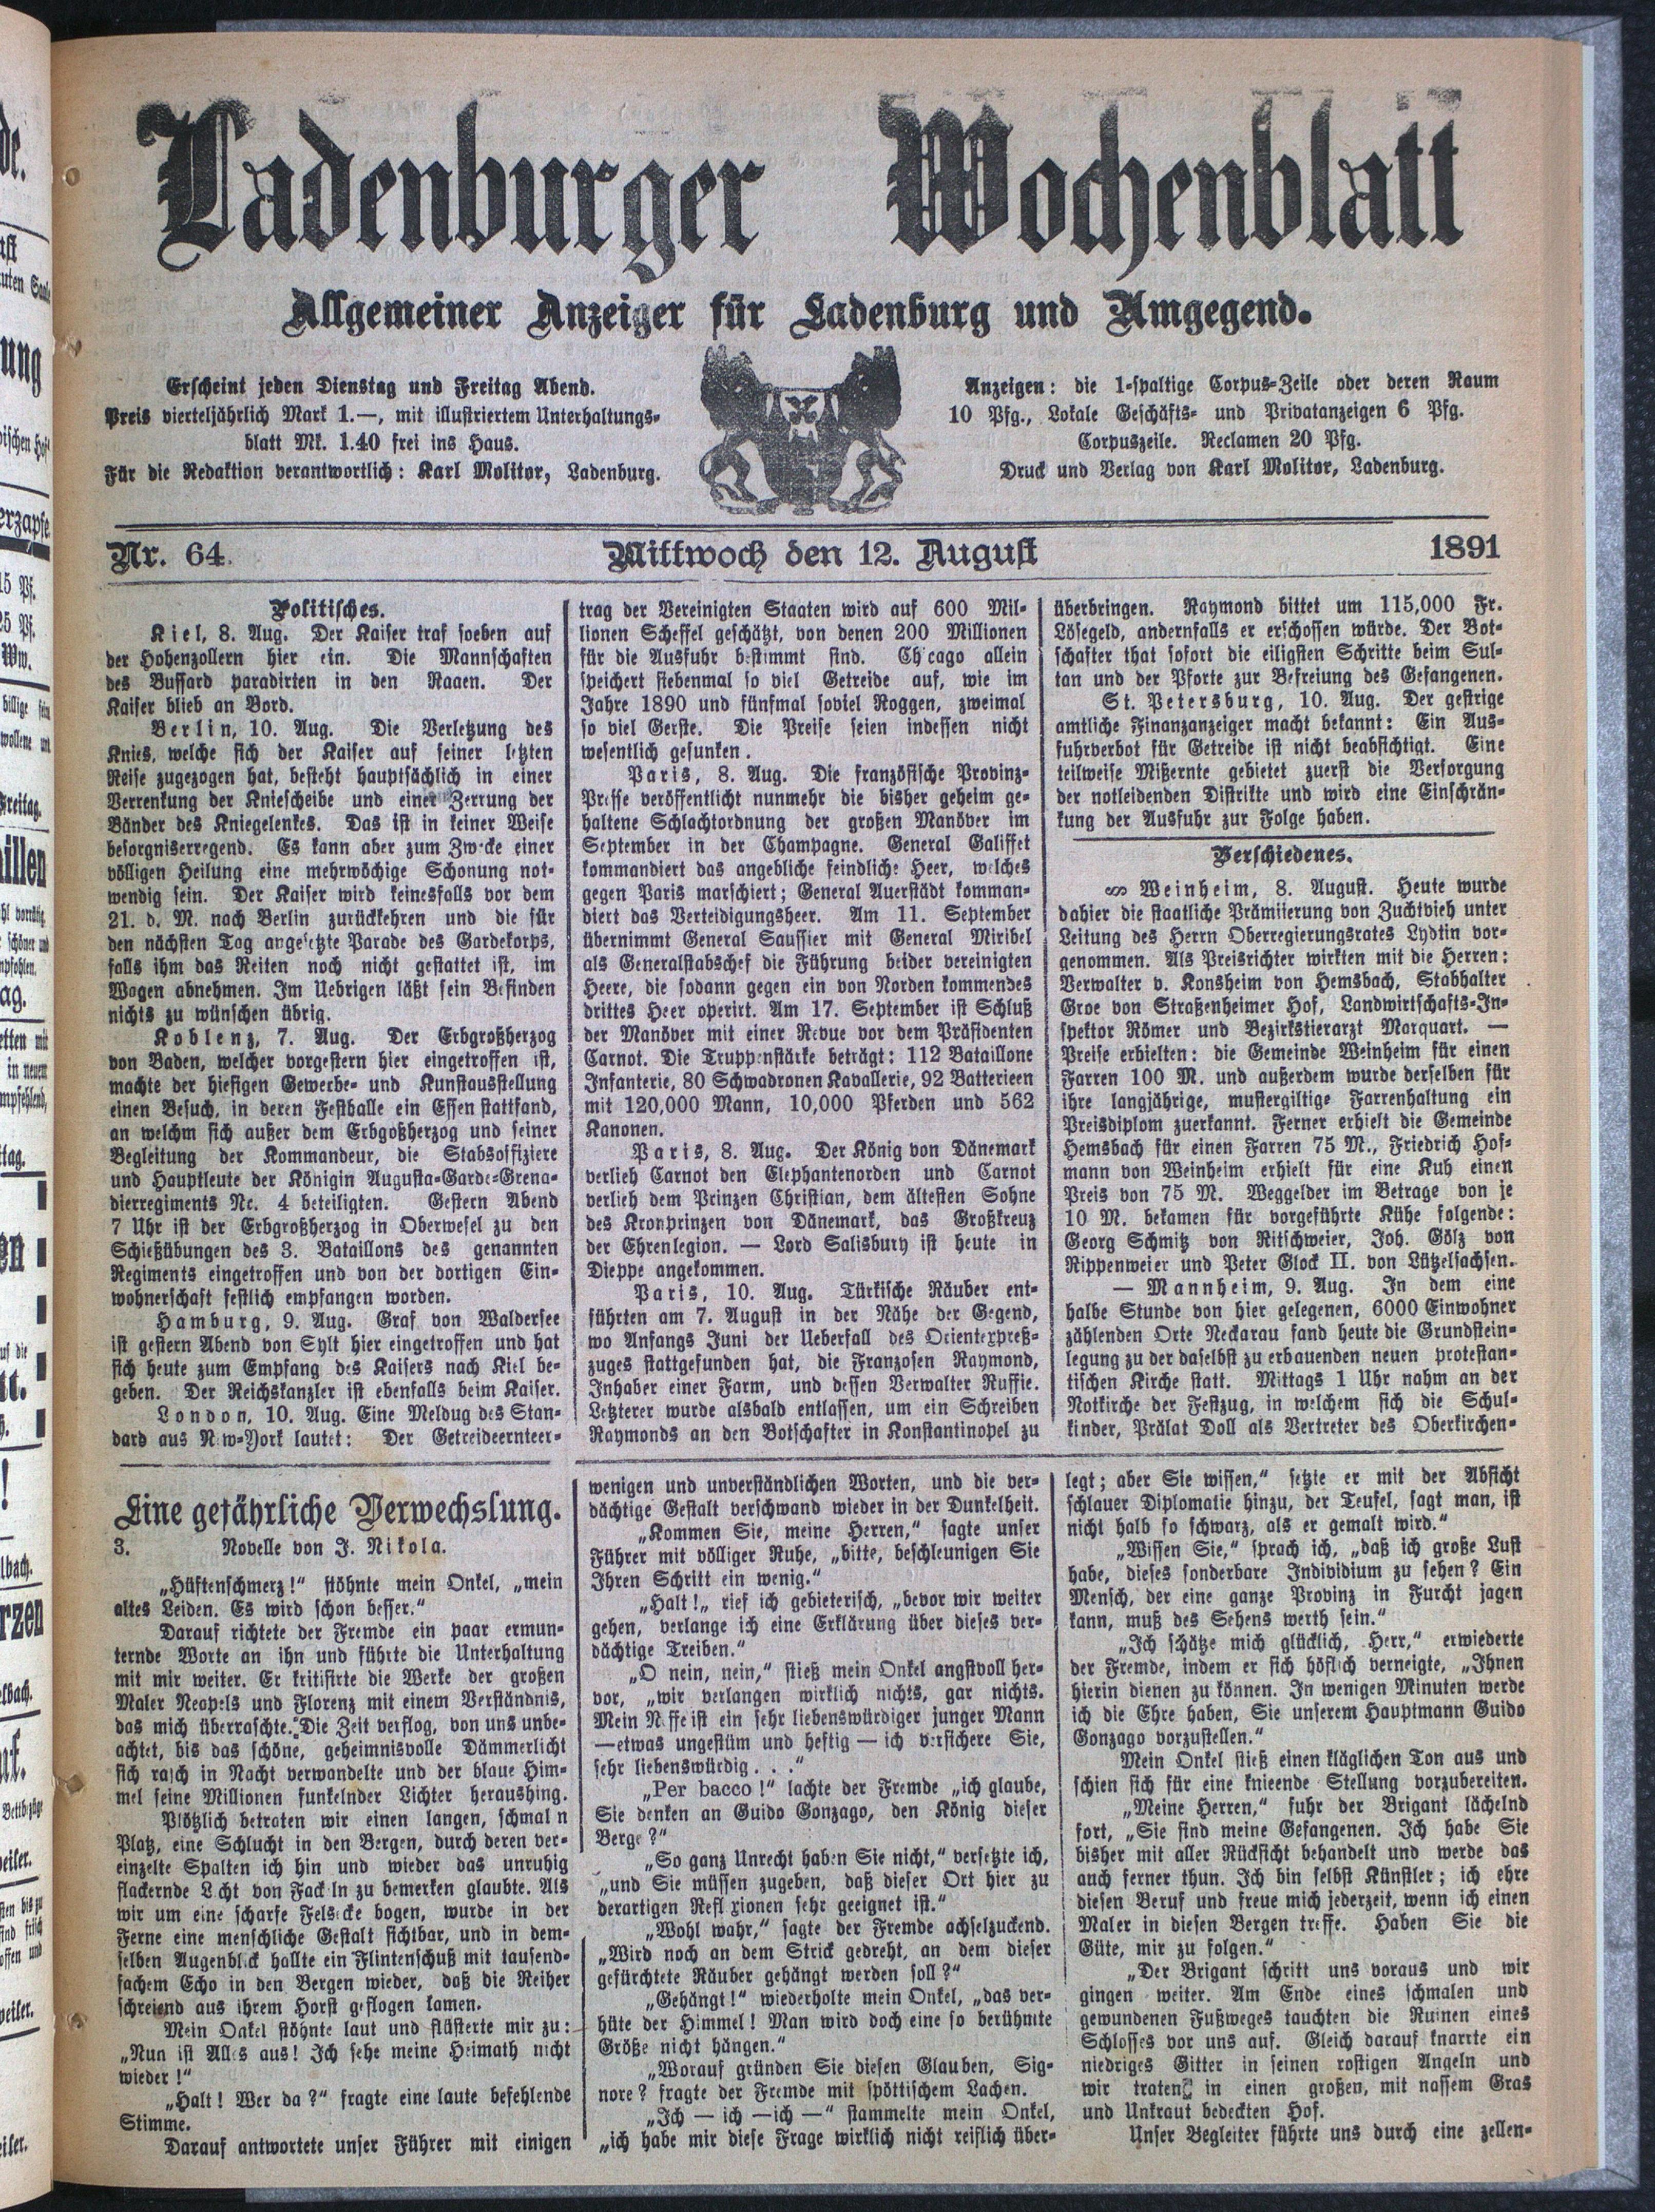 Ladenburger Wochenblatt
Allgemeiner Anzeiger für Ladenburg und Umgegend.
Erscheint jeden Dienstag und Freitag Abend.
Preis vierteljährlich Mark 1.—, mit illustriertem Unterhaltungs-
blatt Mk. 1.40 frei ins Haus.
Für die Redaktion verantwortlich: Karl Molitor, Ladenburg.
Anzeigen: die 1-spaltige Corpus-Zeile oder deren Raum
10 Pfg., Lokale Geschäfts- und Privatanzeigen 6 Pfg.
Corpuszeile. Reclamen 20 Pfg.
Druck und Verlag von Karl Molitor, Ladenburg.
Nr. 64. Mittwoch den 12. August 1891
Politisches.
Kiel, 8. Aug. Der Kaiser traf soeben auf
der Hohenzollern hier ein. Die Mannschaften
des Bussard paradirten in den Raaen. Der
Kaiser blieb an Bord.
Berlin, 10. Aug. Die Verletzung des
Knies, welche sich der Kaiser auf seiner letzten
Reise zugezogen hat, besteht hauptsächlich in einer
Verrenkung der Kniescheibe und einer Zerrung der
Bänder des Kniegelenkes. Das ist in keiner Weise
besorgniserregend. Es kann aber zum Zwecke einer
völligen Heilung eine mehrwöchige Schonung not-
wendig sein. Der Kaiser wird keinesfalls vor dem
21. d. M. nach Berlin zurückkehren und die für
den nächsten Tag angesetzte Parade des Gardekorps,
falls ihm das Reiten noch nicht gestattet ist, im
Wagen abnehmen. Im Uebrigen läßt sein Befinden
nichts zu wünschen übrig.
Koblenz, 7. Aug. Der Erbgroßherzog
von Baden, welcher vorgestern hier eingetroffen ist,
machte der hiesigen Gewerbe- und Kunstausstellung
einen Besuch, in deren Festhalle ein Essen stattfand,
an welchm sich außer dem Erbgoßherzog und seiner
Begleitung der Kommandeur, die Stabsoffiziere
und Hauptleute der Königin Augusta-Garde-Grena-
dierregiments Nr. 4 beteiligten. Gestern Abend
7 Uhr ist der Erbgroßherzog in Oberwesel zu den
Schießübungen des 3. Bataillons des genannten
Regiments eingetroffen und von der dortigen Ein-
wohnerschaft festlich empfangen worden.
Hamburg, 9. Aug. Graf von Waldersee
ist gestern Abend von Sylt hier eingetroffen und hat
sich heute zum Empfang des Kaisers nach Kiel be-
geben. Der Reichskanzler ist ebenfalls beim Kaiser.
London, 10. Aug. Eine Meldug des Stan-
dard aus New-York lautet: Der Getreideernteer-
trag der Vereinigten Staaten wird auf 600 Mil-
lionen Scheffel geschätzt, von denen 200 Millionen
für die Ausfuhr bestimmt sind. Chicago allein
speichert siebenmal so viel Getreide auf, wie im
Jahre 1890 und fünfmal soviel Roggen, zweimal
so viel Gerste. Die Preise seien indessen nicht
wesentlich gesunken.
Paris, 8. Aug. Die französische Provinz-
Presse veröffentlicht nunmehr die bisher geheim ge-
haltene Schlachtordnung der großen Manöver im
September in der Champagne. General Galiffet
kommandiert das angebliche feindliche Heer, welches
gegen Paris marschiert; General Auerstädt komman-
diert das Verteidigungsheer. Am 11. September
übernimmt General Saussier mit General Miribel
als Generalstabschef die Führung beider vereinigten
Heere, die sodann gegen ein von Norden kommendes
drittes Heer operirt. Am 17. September ist Schluß
der Manöver mit einer Revue vor dem Präsidenten
Carnot. Die Truppenstärke beträgt: 112 Bataillone
Infanterie, 80 Schwadronen Kavallerie, 92 Batterieen
mit 120,000 Mann, 10,000 Pferden und 562
Kanonen.
Paris, 8. Aug. Der König von Dänemark
verlieh Carnot den Elephantenorden und Carnot
verlieh dem Prinzen Christian, dem ältesten Sohne
des Kronprinzen von Dänemark, das Großkreuz
der Ehrenlegion. — Lord Salisbury ist heute in
Dieppe angekommen.
Paris, 10. Aug. Türkische Räuber ent-
führten am 7. August in der Nähe der Gegend,
wo Anfangs Juni der Ueberfall des Orientexpreß-
zuges stattgefunden hat, die Franzosen Raymond,
Inhaber einer Farm, und dessen Verwalter Ruffie.
Letzterer wurde alsbald entlassen, um ein Schreiben
Raymonds an den Botschafter in Konstantinopel zu
überbringen. Raymond bittet um 115,000 Fr.
Lösegeld, andernfalls er erschossen würde. Der Bot-
schafter that sofort die eiligsten Schritte beim Sul-
tan und der Pforte zur Befreiung des Gefangenen.
St. Petersburg, 10. Aug. Der gestrige
amtliche Finanzanzeiger macht bekannt: Ein Aus-
fuhrverbot für Getreide ist nicht beabsichtigt. Eine
teilweise Mißernte gebietet zuerst die Versorgung
der notleidenden Distrikte und wird eine Einschrän-
kung der Ausfuhr zur Folge haben.
Verschiedenes.
∞ Weinheim, 8. August. Heute wurde
dahier die staatliche Prämiierung von Zuchtvieh unter
Leitung des Herrn Oberregierungsrates Lydtin vor-
genommen. Als Preisrichter wirkten mit die Herren:
Verwalter v. Konsheim von Hemsbach, Stabhalter
Groe von Straßenheimer Hof, Landwirtschafts-In-
spektor Römer und Bezirkstierarzt Marquart. —
Preise erhielten: die Gemeinde Weinheim für einen
Farren 100 M. und außerdem wurde derselben für
ihre langjährige, mustergiltige Farrenhaltung ein
Preisdiplom zuerkannt. Ferner erhielt die Gemeinde
Hemsbach für einen Farren 75 M., Friedrich Hof-
mann von Weinheim erhielt für eine Kuh einen
Preis von 75 M. Weggelder im Betrage von je
10 M. bekamen für vorgeführte Kühe folgende:
Georg Schmitz von Ritschweier, Joh. Gölz von
Rippenweier und Peter Glock II. von Lützelsachsen.
— Mannheim, 9. Aug. In dem eine
halbe Stunde von hier gelegenen, 6000 Einwohner
zählenden Orte Neckarau fand heute die Grundstein-
legung zu der daselbst zu erbauenden neuen protestan-
tischen Kirche statt. Mittags 1 Uhr nahm an der
Notkirche der Festzug, in welchem sich die Schul-
kinder, Prälat Doll als Vertreter des Oberkirchen-
Eine gefährliche Verwechslung.
3. Novelle von J. Nikola.
„Hüftenschmerz!“ stöhnte mein Onkel, „mein
altes Leiden. Es wird schon besser.“
Darauf richtete der Fremde ein paar ermun-
ternde Worte an ihn und führte die Unterhaltung
mit mir weiter. Er kritisirte die Werke der großen
Maler Neapels und Florenz mit einem Verständnis,
das mich überraschte. Die Zeit verflog, von uns unbe-
achtet, bis das schöne, geheimnisvolle Dämmerlicht
sich rasch in Nacht verwandelte und der blaue Him-
mel seine Millionen funkelnder Lichter heraushing.
Plötzlich betraten wir einen langen, schmal n
Platz, eine Schlucht in den Bergen, durch deren ver-
einzelte Spalten ich hin und wieder das unruhig
flackernde Licht von Fackeln zu bemerken glaubte. Als
wir um eine scharfe Felsecke bogen, wurde in der
Ferne eine menschliche Gestalt sichtbar, und in dem-
selben Augenblick hallte ein Flintenschuß mit tausend-
fachem Echo in den Bergen wieder, daß die Reiher
schreiend aus ihrem Horst geflogen kamen.
Mein Onkel stöhnte laut und flüsterte mir zu:
„Nun ist Alles aus! Ich sehe meine Heimath nicht
wieder!“
„Halt! Wer da?“ fragte eine laute befehlende
Stimme.
Darauf antwortete unser Führer mit einigen
wenigen und unverständlichen Worten, und die ver-
dächtige Gestalt verschwand wieder in der Dunkelheit.
„Kommen Sie, meine Herren,“ sagte unser
Führer mit völliger Ruhe, „bitte, beschleunigen Sie
Ihren Schritt ein wenig.“
„Halt!„ rief ich gebieterisch, „bevor wir weiter
gehen, verlange ich eine Erklärung über dieses ver-
dächtige Treiben.“
„O nein, nein,“ stieß mein Onkel angstvoll her-
vor, „wir verlangen wirklich nichts, gar nichts.
Mein Neffe ist ein sehr liebenswürdiger junger Mann
—etwas ungestüm und heftig — ich versichere Sie,
sehr liebenswürdig . . .“
„Per bacco!“ lachte der Fremde „ich glaube,
Sie denken an Guido Gonzago, den König dieser
Berge?“
„So ganz Unrecht haben Sie nicht,“ versetzte ich,
„und Sie müssen zugeben, daß dieser Ort hier zu
derartigen Refl xionen sehr geeignet ist.“
„Wohl wahr,“ sagte der Fremde achselzuckend.
„Wird noch an dem Strick gedreht, an dem dieser
gefürchtete Räuber gehängt werden soll?“
„Gehängt!“ wiederholte mein Onkel, „das ver-
hüte der Himmel! Man wird doch eine so berühmte
Größe nicht hängen.“
„Worauf gründen Sie diesen Glauben, Sig-
nore? fragte der Fremde mit spöttischem Lachen.
„Ich — ich —ich —“ stammelte mein Onkel,
„ich habe mir diese Frage wirklich nicht reiflich über-
legt; aber Sie wissen,“ setzte er mit der Absicht
schlauer Diplomatie hinzu, der Teufel, sagt man, ist
nicht halb so schwarz, als er gemalt wird.“
„Wissen Sie,“ sprach ich, „daß ich große Lust
habe, dieses sonderbare Individium zu sehen? Ein
Mensch, der eine ganze Provinz in Furcht jagen
kann, muß des Sehens werth sein.“
„Ich schätze mich glücklich, Herr,“ erwiederte
der Fremde, indem er sich höflich verneigte, „Ihnen
hierin dienen zu können. In wenigen Minuten werde
ich die Ehre haben, Sie unserem Hauptmann Guido
Gonzago vorzustellen.“
Mein Onkel stieß einen kläglichen Ton aus und
schien sich für eine knieende Stellung vorzubereiten.
„Meine Herren,“ fuhr der Brigant lächelnd
fort, „Sie sind meine Gefangenen. Ich habe Sie
bisher mit aller Rücksicht behandelt und werde das
auch ferner thun. Ich bin selbst Künstler; ich ehre
diesen Beruf und freue mich jederzeit, wenn ich einen
Maler in diesen Bergen treffe. Haben Sie die
Güte, mir zu folgen.“
„Der Brigant schritt uns voraus und wir
gingen weiter. Am Ende eines schmalen und
gewundenen Fußweges tauchten die Ruinen eines
Schlosses vor uns auf. Gleich darauf knarrte ein
niedriges Gitter in seinen rostigen Angeln und
wir traten in einen großen, mit nassem Gras
und Unkraut bedeckten Hof.
Unser Begleiter führte uns durch eine zellen-